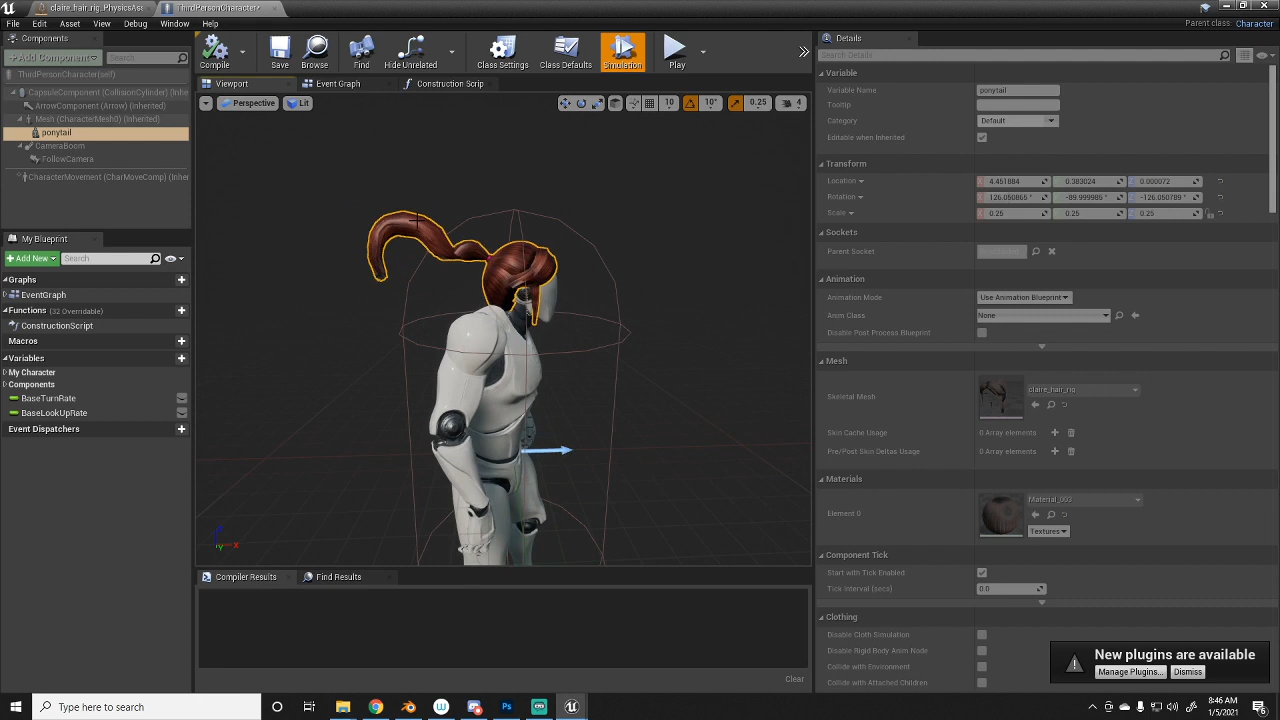 claire_hairrig_PhysicsAss
ThirdPersonCharacter*
File Edit Asset View Debug Window Help
Parent class: Character
Components
+ Add Component
Search
ThirdPersonCharacter(self)
CapsuleComponent (CollisionCylinder) (Inhe
ArrowComponent (Arrow) (Inherited)
Mesh (CharacterMesh0) (Inherited)
ponytail
CameraBoom
FollowCamera
CharacterMovement (CharMoveComp) (Inher
My Blueprint
+ Add New
Search
Graphs
EventGraph
Functions (32 Overridable)
ConstructionScript
Macros
Variables
My Character
Components
BaseTurnRate
BaseLookUpRate
Event Dispatchers
Compile
Save
Browse
Find
Hide Unrelated
Class Settings
Class Defaults
Simulation
Play
Viewport
Event Graph
Construction Scrip
Perspective
Lit
10
10°
0.25
4
Compiler Results
Find Results
Clear
Details
Search Details
Variable
Variable Name
ponytail
Tooltip
Category
Default
Editable when Inherited
Transform
Location
4.451884
0.383024
0.000072
Rotation
126.050865 °
-89.999985 °
-126.050789 °
Scale
0.25
0.25
0.25
Sockets
Parent Socket
Animation
Animation Mode
Use Animation Blueprint
Anim Class
None
Disable Post Process Blueprint
Mesh
Skeletal Mesh
claire_hair_rig
Skin Cache Usage
0 Array elements
Pre/Post Skin Deltas Usage
0 Array elements
Materials
Element 0
Material_003
Textures
Component Tick
Start with Tick Enabled
Tick Interval (secs)
0.0
Clothing
Disable Cloth Simulation
Disable Rigid Body Anim Node
Collide with Environment
Collide with Attached Children
New plugins are available
Manage Plugins...
Dismiss
Type here to search
8:46 AM
1/5/2021